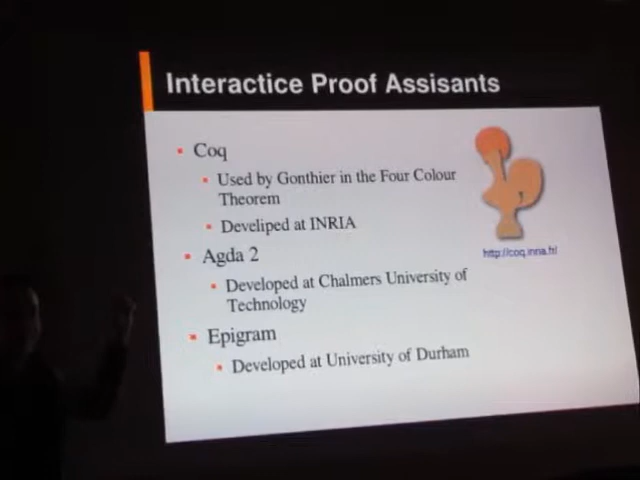 Interactice Proof Assisants
Coq
Used by Gonthier in the Four Colour
Theorem
Develiped at INRIA
http://coq.inria.fr/
Agda 2
Developed at Chalmers University of
Technology
Epigram
Developed at University of Durham